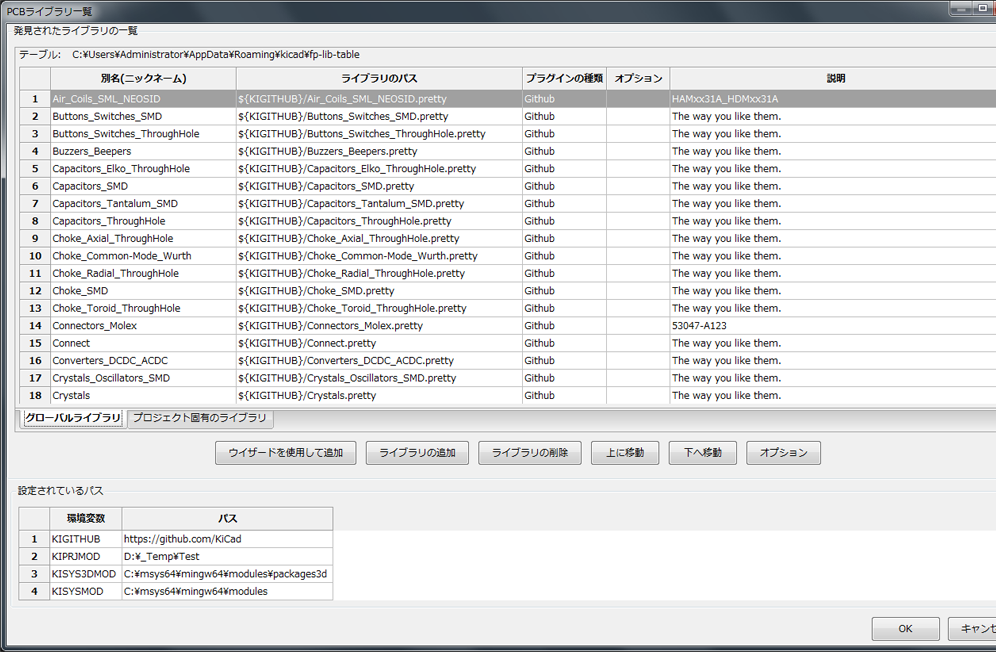 PCBライブラリ一覧
発見されたライブラリの一覧
テーブル: C:¥Users¥Administrator¥AppData¥Roaming¥kicad¥fp-lib-table
別名(ニックネーム) ライブラリのパス プラグインの種類 オプション 説明
1 Air_Coils_SML_NEOSID ${KIGITHUB}/Air_Coils_SML_NEOSID.pretty Github HAMxx31A_HDMxx31A
2 Buttons_Switches_SMD ${KIGITHUB}/Buttons_Switches_SMD.pretty Github The way you like them.
3 Buttons_Switches_ThroughHole ${KIGITHUB}/Buttons_Switches_ThroughHole.pretty Github The way you like them.
4 Buzzers_Beepers ${KIGITHUB}/Buzzers_Beepers.pretty Github The way you like them.
5 Capacitors_Elko_ThroughHole ${KIGITHUB}/Capacitors_Elko_ThroughHole.pretty Github The way you like them.
6 Capacitors_SMD ${KIGITHUB}/Capacitors_SMD.pretty Github The way you like them.
7 Capacitors_Tantalum_SMD ${KIGITHUB}/Capacitors_Tantalum_SMD.pretty Github The way you like them.
8 Capacitors_ThroughHole ${KIGITHUB}/Capacitors_ThroughHole.pretty Github The way you like them.
9 Choke_Axial_ThroughHole ${KIGITHUB}/Choke_Axial_ThroughHole.pretty Github The way you like them.
10 Choke_Common-Mode_Wurth ${KIGITHUB}/Choke_Common-Mode_Wurth.pretty Github The way you like them.
11 Choke_Radial_ThroughHole ${KIGITHUB}/Choke_Radial_ThroughHole.pretty Github The way you like them.
12 Choke_SMD ${KIGITHUB}/Choke_SMD.pretty Github The way you like them.
13 Choke_Toroid_ThroughHole ${KIGITHUB}/Choke_Toroid_ThroughHole.pretty Github The way you like them.
14 Connectors_Molex ${KIGITHUB}/Connectors_Molex.pretty Github 53047-A123
15 Connect ${KIGITHUB}/Connect.pretty Github The way you like them.
16 Converters_DCDC_ACDC ${KIGITHUB}/Converters_DCDC_ACDC.pretty Github The way you like them.
17 Crystals_Oscillators_SMD ${KIGITHUB}/Crystals_Oscillators_SMD.pretty Github The way you like them.
18 Crystals ${KIGITHUB}/Crystals.pretty Github The way you like them.
グローバルライブラリ プロジェクト固有のライブラリ
ウイザードを使用して追加 ライブラリの追加 ライブラリの削除 上に移動 下へ移動 オプション
設定されているパス
環境変数 パス
1 KIGITHUB https://github.com/KiCad
2 KIPRJMOD D:¥_Temp¥Test
3 KISYS3DMOD C:¥msys64¥mingw64¥modules¥packages3d
4 KISYSMOD C:¥msys64¥mingw64¥modules
OK キャンセ